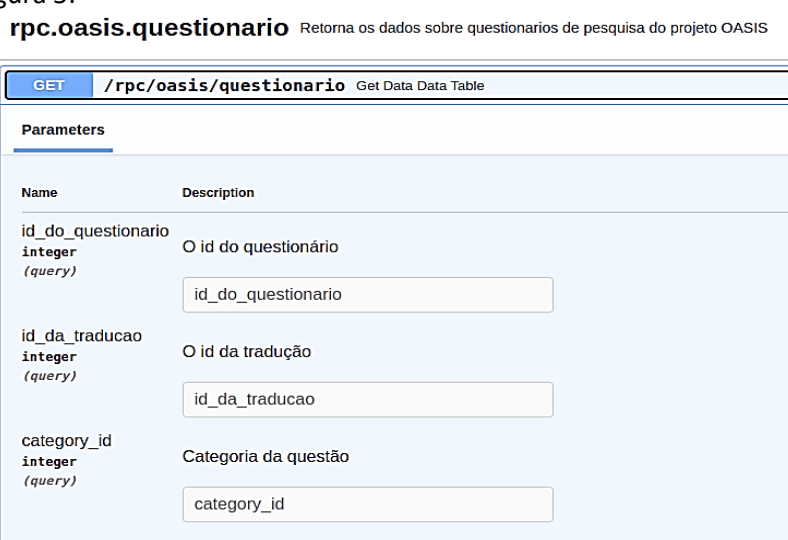 gura 5.
rpc.oasis.questionario Retorna os dados sobre questionarios de pesquisa do projeto OASIS
GET /rpc/oasis/questionario Get Data Data Table
Parameters
Name Description
id_do_questionario
integer
(query)
O id do questionário
id_do_questionario
id_da_traducao
integer
(query)
O id da tradução
id_da_traducao
category_id
integer
(query)
Categoria da questão
category_id